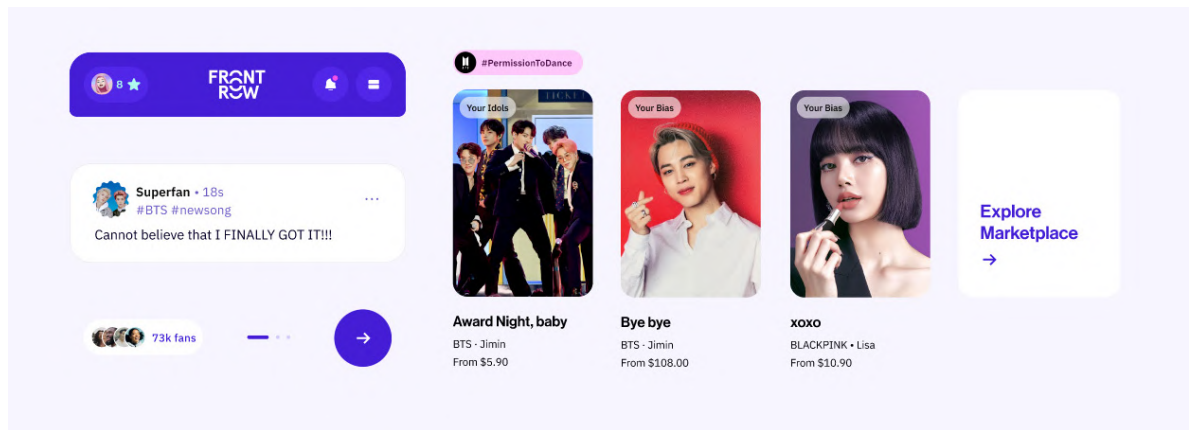 8
FRONT
ROW
Superfan • 18s
#BTS #newsong
...
Cannot believe that I FINALLY GOT IT!!!
73k fans
#PermissionToDance
Your Idols
TICKET
Award Night, baby
BTS · Jimin
From $5.90
Your Bias
Bye bye
BTS · Jimin
From $108.00
Your Bias
xoxo
BLACKPINK • Lisa
From $10.90
Explore
Marketplace